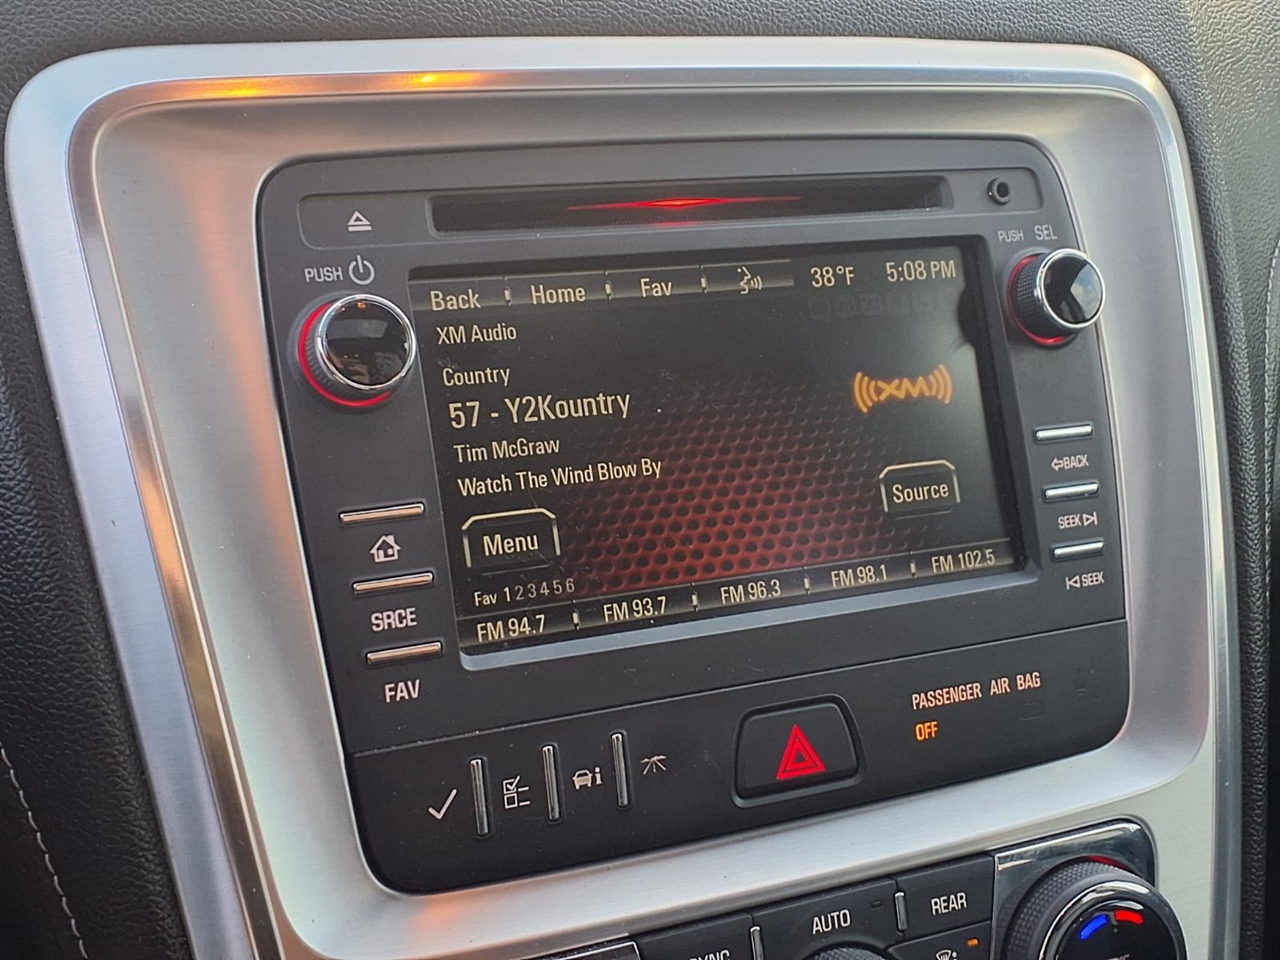 PUSH
PUSH SEL
Back Home Fav 38°F 5:08 PM
XM Audio
Country
57 - Y2Kountry
((XM))
Tim McGraw
Watch The Wind Blow By
Menu
Source
Fav 1 2 3 4 5 6
FM 94.7 FM 93.7 FM 96.3 FM 98.1 FM 102.5
SRCE
FAV
BACK
SEEK
SEEK
PASSENGER AIR BAG
OFF
AUTO
REAR